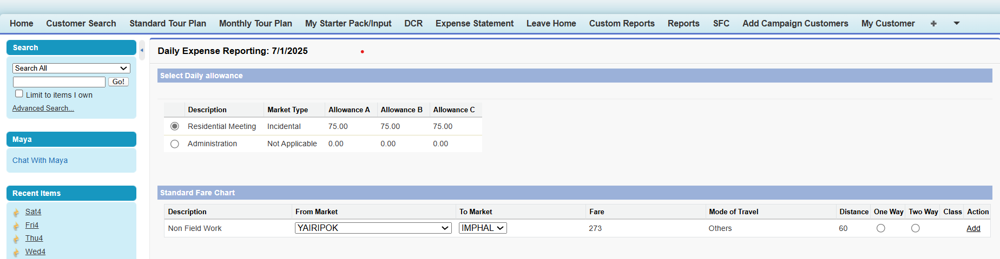 Home Customer Search Standard Tour Plan Monthly Tour Plan My Starter Pack/Input DCR Expense Statement Leave Home Custom Reports Reports SFC Add Campaign Customers My Customer
Search
Search All
Go!
Limit to items I own
Advanced Search...
Maya
Chat With Maya
Recent Items
Sat4
Fri4
Thu4
Wed4
Daily Expense Reporting: 7/1/2025
Select Daily allowance
Description Market Type Allowance A Allowance B Allowance C
Residential Meeting Incidental 75.00 75.00 75.00
Administration Not Applicable 0.00 0.00 0.00
Standard Fare Chart
Description From Market To Market Fare Mode of Travel Distance One Way Two Way Class Action
Non Field Work YAIRIPOK IMPHAL 273 Others 60 Add